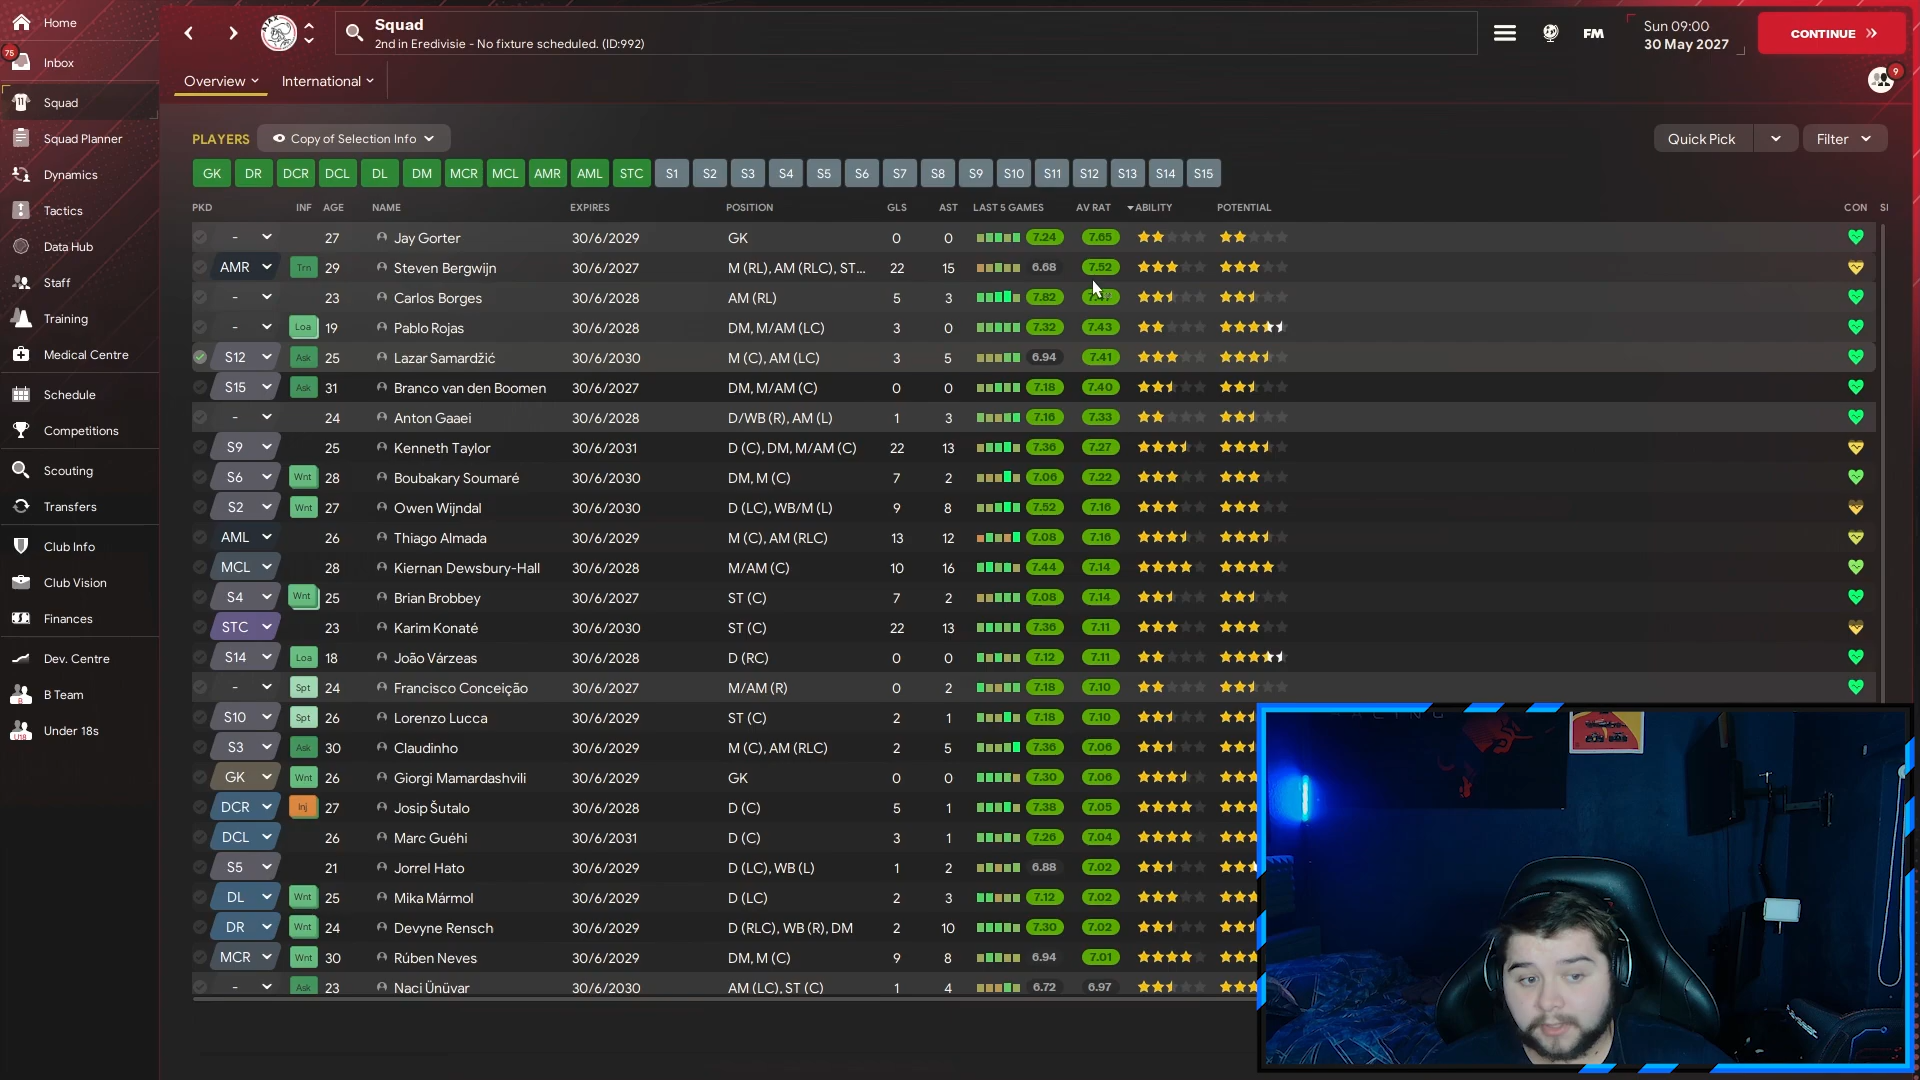 Home
75
Inbox
Squad
Squad Planner
Dynamics
Tactics
Data Hub
Staff
Training
Medical Centre
Schedule
Competitions
Scouting
Transfers
Club Info
Club Vision
Finances
Dev. Centre
B Team
Under 18s
Squad
2nd in Eredivisie - No fixture scheduled. (ID:992)
FM
Sun 09:00
30 May 2027
CONTINUE
9
Overview International
PLAYERS Copy of Selection Info Quick Pick Filter
GK DR DCR DCL DL DM MCR MCL AMR AML STC S1 S2 S3 S4 S5 S6 S7 S8 S9 S10 S11 S12 S13 S14 S15
PKD INF AGE NAME EXPIRES POSITION GLS AST LAST 5 GAMES AV RAT ABILITY POTENTIAL CON
- 27 Jay Gorter 30/6/2029 GK 0 0 7.24 7.65
AMR Trn 29 Steven Bergwijn 30/6/2027 M (RL), AM (RLC), ST... 22 15 6.68 7.52
- 23 Carlos Borges 30/6/2028 AM (RL) 5 3 7.82
- Loa 19 Pablo Rojas 30/6/2028 DM, M/AM (LC) 3 0 7.32 7.43
S12 Ask 25 Lazar Samardžić 30/6/2030 M (C), AM (LC) 3 5 6.94 7.41
S15 Ask 31 Branco van den Boomen 30/6/2027 DM, M/AM (C) 0 0 7.18 7.40
- 24 Anton Gaaei 30/6/2028 D/WB (R), AM (L) 1 3 7.16 7.33
S9 25 Kenneth Taylor 30/6/2031 D (C), DM, M/AM (C) 22 13 7.36 7.27
S6 Wnt 28 Boubakary Soumaré 30/6/2030 DM, M (C) 7 2 7.06 7.22
S2 Wnt 27 Owen Wijndal 30/6/2030 D (LC), WB/M (L) 9 8 7.52 7.16
AML 26 Thiago Almada 30/6/2029 M (C), AM (RLC) 13 12 7.08 7.16
MCL 28 Kiernan Dewsbury-Hall 30/6/2028 M/AM (C) 10 16 7.44 7.14
S4 Wnt 25 Brian Brobbey 30/6/2027 ST (C) 7 2 7.08 7.14
STC 23 Karim Konaté 30/6/2030 ST (C) 22 13 7.36 7.11
S14 Loa 18 João Várzeas 30/6/2028 D (RC) 0 0 7.12 7.11
- Spt 24 Francisco Conceição 30/6/2027 M/AM (R) 0 2 7.18 7.10
S10 Spt 26 Lorenzo Lucca 30/6/2029 ST (C) 2 1 7.18 7.10
S3 Ask 30 Claudinho 30/6/2029 M (C), AM (RLC) 2 5 7.36 7.06
GK Wnt 26 Giorgi Mamardashvili 30/6/2029 GK 0 0 7.30 7.06
DCR Inj 27 Josip Šutalo 30/6/2028 D (C) 5 1 7.38 7.05
DCL 26 Marc Guéhi 30/6/2031 D (C) 3 1 7.26 7.04
S5 21 Jorrel Hato 30/6/2029 D (LC), WB (L) 1 2 6.88 7.02
DL Wnt 25 Mika Mármol 30/6/2029 D (LC) 2 3 7.12 7.02
DR Wnt 24 Devyne Rensch 30/6/2029 D (RLC), WB (R), DM 2 10 7.30 7.02
MCR Wnt 30 Rúben Neves 30/6/2029 DM, M (C) 9 8 6.94 7.01
- Ask 23 Naci Ünüvar 30/6/2030 AM (LC), ST (C) 1 4 6.72 6.97